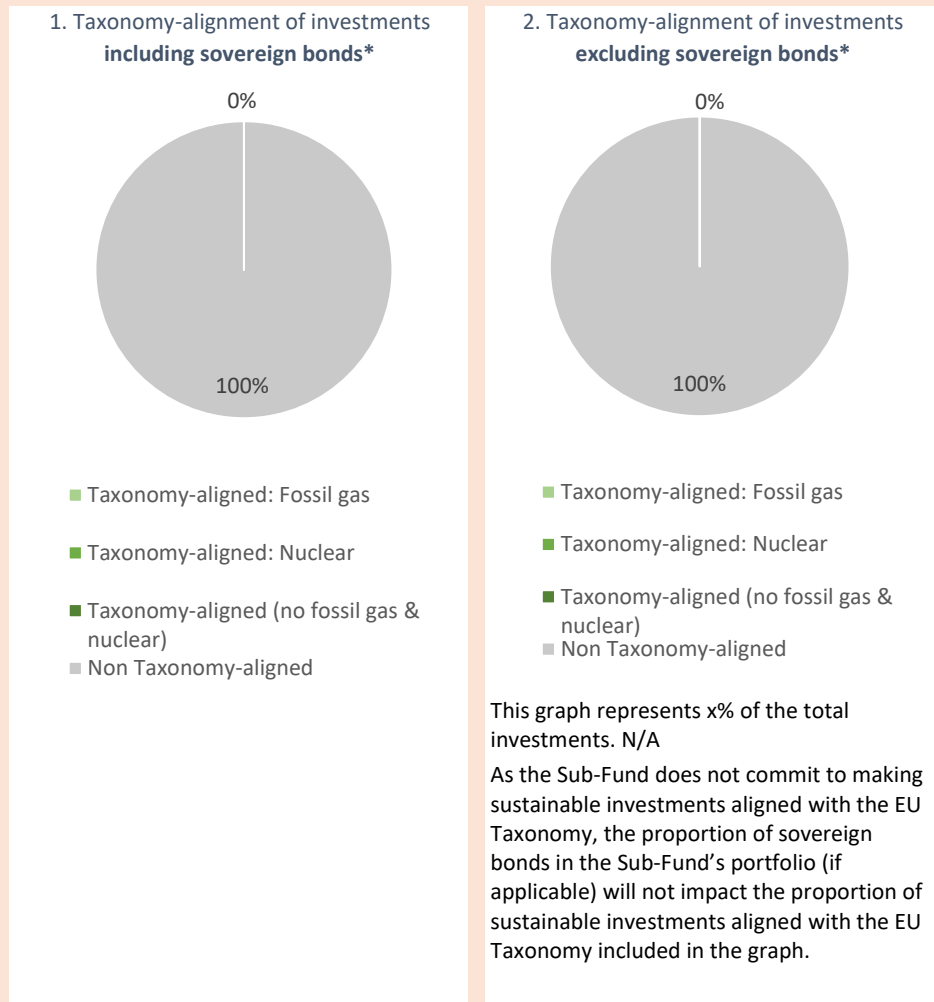 1. Taxonomy-alignment of investments
including sovereign bonds*
0%
100%
Taxonomy-aligned: Fossil gas
Taxonomy-aligned: Nuclear
Taxonomy-aligned (no fossil gas &
nuclear)
Non Taxonomy-aligned
2. Taxonomy-alignment of investments
excluding sovereign bonds*
0%
100%
Taxonomy-aligned: Fossil gas
Taxonomy-aligned: Nuclear
Taxonomy-aligned (no fossil gas &
nuclear)
Non Taxonomy-aligned
This graph represents x% of the total
investments. N/A
As the Sub-Fund does not commit to making
sustainable investments aligned with the EU
Taxonomy, the proportion of sovereign
bonds in the Sub-Fund’s portfolio (if
applicable) will not impact the proportion of
sustainable investments aligned with the EU
Taxonomy included in the graph.